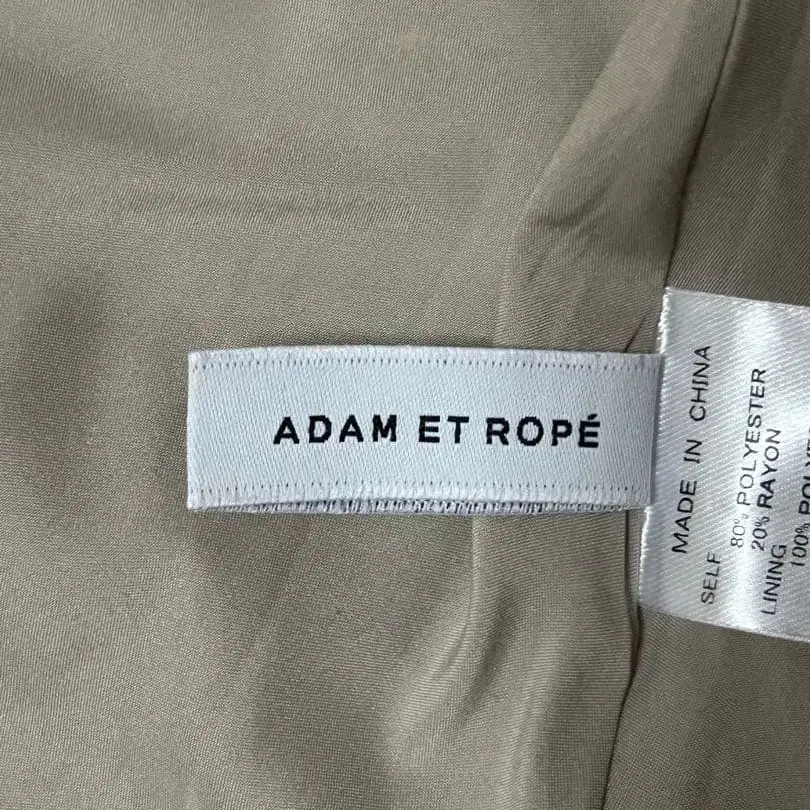 ADAM ET ROPÉ
MADE IN CHINA
SELF
80% POLYESTER
20% RAYON
LINING
100%